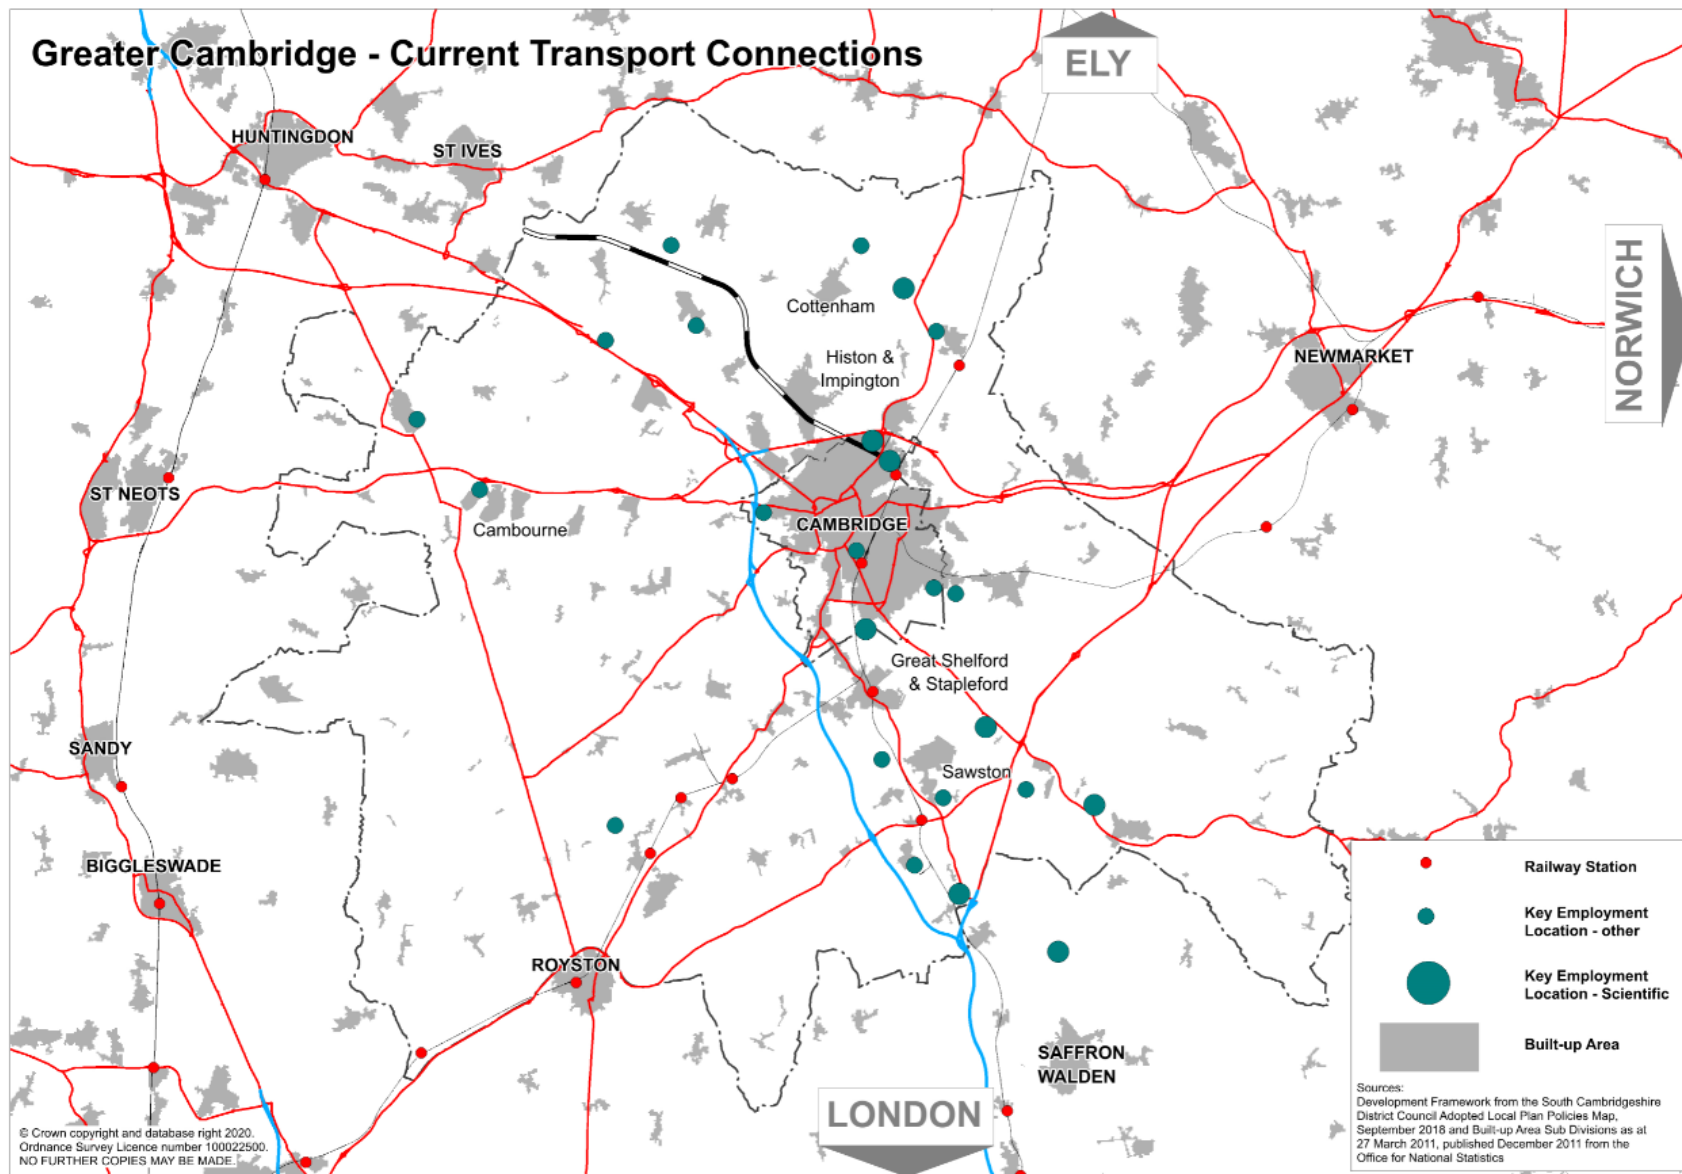 Greater Cambridge - Current Transport Connections
ELY
HUNTINGDON
ST IVES
NORWICH
Cottenham
Histon &
Impington
NEWMARKET
ST NEOTS
Cambourne
CAMBRIDGE
Great Shelford
& Stapleford
SANDY
Sawston
BIGGLESWADE
ROYSTON
SAFFRON
WALDEN
LONDON
Railway Station
Key Employment
Location - other
Key Employment
Location - Scientific
Built-up Area
Sources:
Development Framework from the South Cambridgeshire
District Council Adopted Local Plan Policies Map,
September 2018 and Built-up Area Sub Divisions as at
27 March 2011, published December 2011 from the
Office for National Statistics
© Crown copyright and database right 2020.
Ordnance Survey Licence number 100022500.
NO FURTHER COPIES MAY BE MADE.